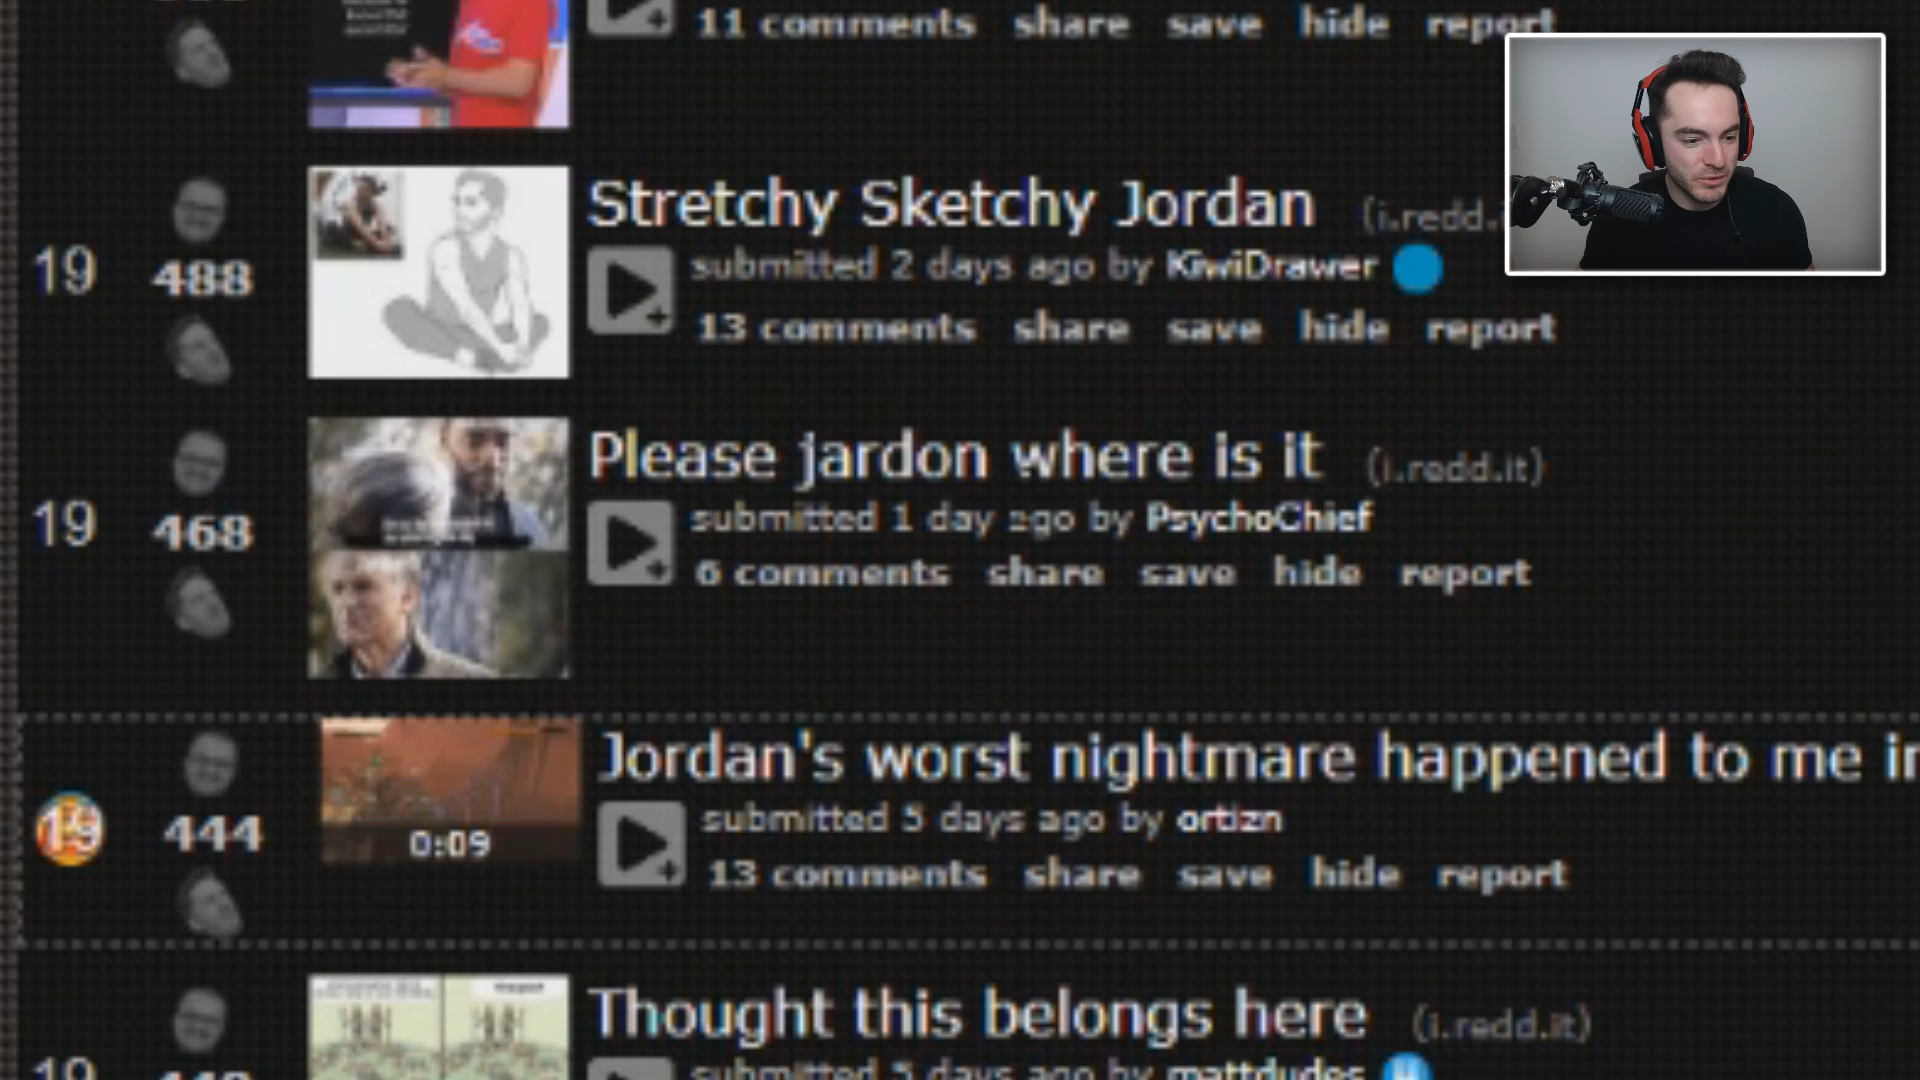 11 comments share save hide report
Stretchy Sketchy Jordan (i.redd.
19
488
submitted 2 days ago by KiwiDrawer
13 comments share save hide report
Please jardon where is it (i.redd.it)
19
468
submitted 1 day ago by PsychoChief
6 comments share save hide report
Jordan's worst nightmare happened to me in
19
444
0:09
submitted 5 days ago by ortizn
13 comments share save hide report
Thought this belongs here (i.redd.it)
19
submitted 5 days ago by mattdudes